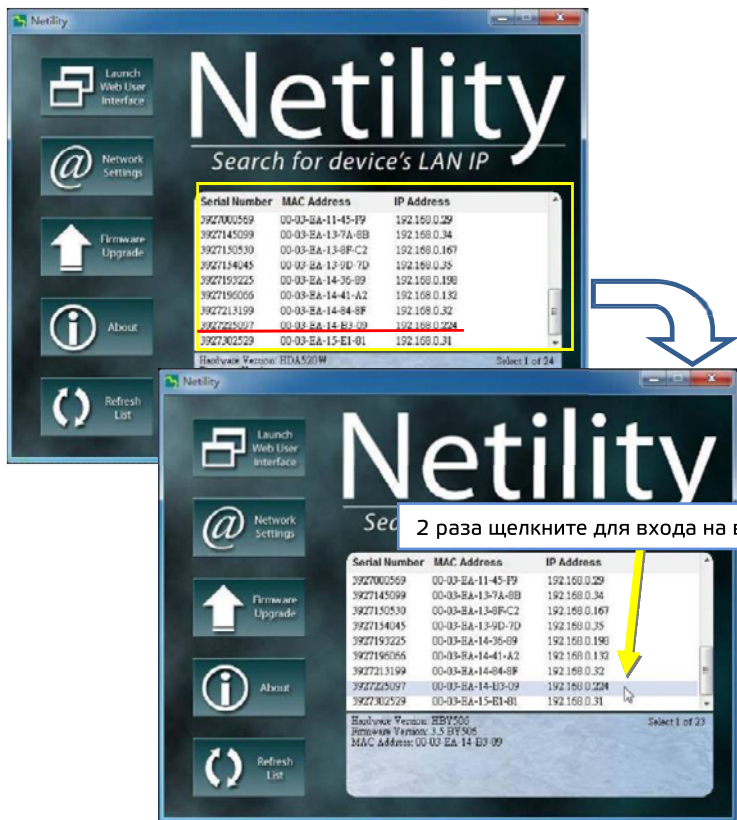 Netility
Launch
Web User
Interface
Network
Settings
Firmware
Upgrade
About
Refresh
List
Netility
Search for device's LAN IP
Serial Number MAC Address IP Address
3927000569 00-03-EA-11-45-F9 192.168.0.29
3927145099 00-03-EA-13-7A-8B 192.168.0.34
3927150530 00-03-EA-13-8F-C2 192.168.0.167
3927154045 00-03-EA-13-9D-7D 192.168.0.35
3927193225 00-03-EA-14-36-89 192.168.0.198
3927196066 00-03-EA-14-41-A2 192.168.0.132
3927213199 00-03-EA-14-84-8F 192.168.0.32
3927225097 00-03-EA-14-B3-09 192.168.0.224
3927302529 00-03-EA-15-E1-81 192.168.0.31
Hardware Version: HDA520W Select 1 of 24
Netility
Launch
Web User
Interface
Network
Settings
Firmware
Upgrade
About
Refresh
List
Netility
2 раза щелкните для входа на в
Serial Number MAC Address IP Address
3927000569 00-03-EA-11-45-F9 192.168.0.29
3927145099 00-03-EA-13-7A-8B 192.168.0.34
3927150530 00-03-EA-13-8F-C2 192.168.0.167
3927154045 00-03-EA-13-9D-7D 192.168.0.35
3927193225 00-03-EA-14-36-89 192.168.0.198
3927196066 00-03-EA-14-41-A2 192.168.0.132
3927213199 00-03-EA-14-84-8F 192.168.0.32
3927225097 00-03-EA-14-B3-09 192.168.0.224
3927302529 00-03-EA-15-E1-81 192.168.0.31
Hardware Version: HBY506 Select 1 of 23
Firmware Version: 3.5 BY506
MAC Address: 00-03-EA-14-B3-09